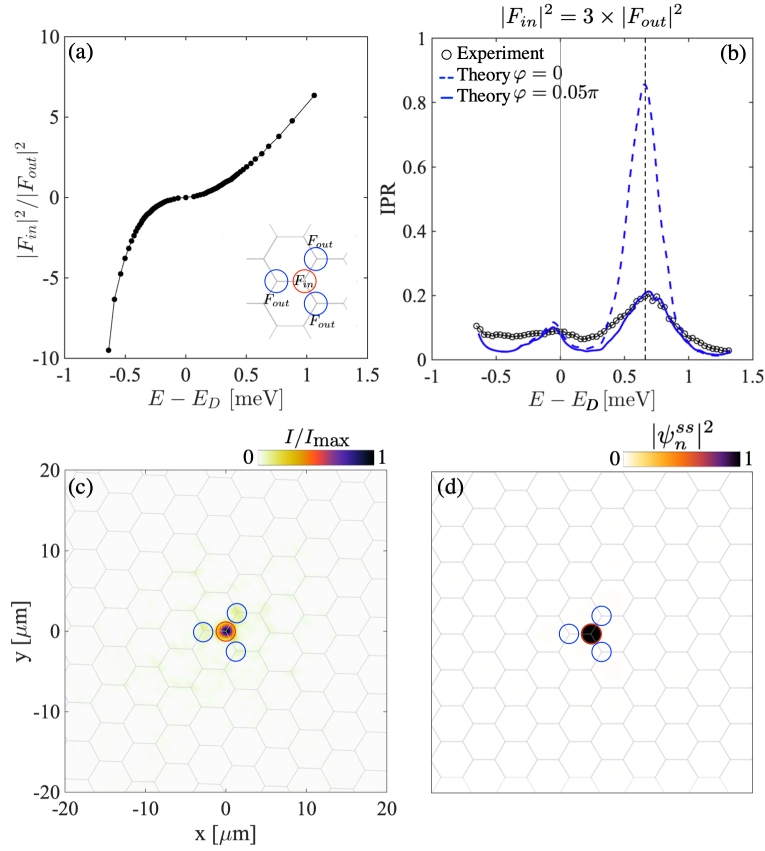 |F_in|² = 3 × |F_out|²
(a)
10
5
0
-5
-10
|F_in|²/|F_out|²
-1
-0.5
0
0.5
1
1.5
E − E_D [meV]
F_out
F_in
F_out
F_out
(b)
Experiment
Theory φ = 0
Theory φ = 0.05π
1
0.8
0.6
0.4
0.2
0
IPR
-1
-0.5
0
0.5
1
1.5
E − E_D [meV]
I/I_max
0
1
(c)
20
10
0
-10
-20
y [μm]
-20
-10
0
10
20
x [μm]
|ψ_n^ss|²
0
1
(d)